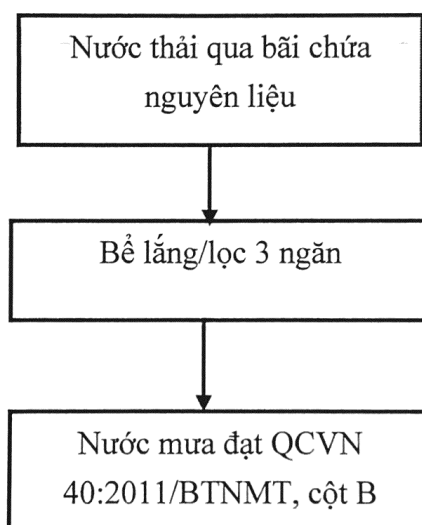 Nước thải qua bãi chứa
nguyên liệu
Bể lắng/lọc 3 ngăn
Nước mưa đạt QCVN
40:2011/BTNMT, cột B